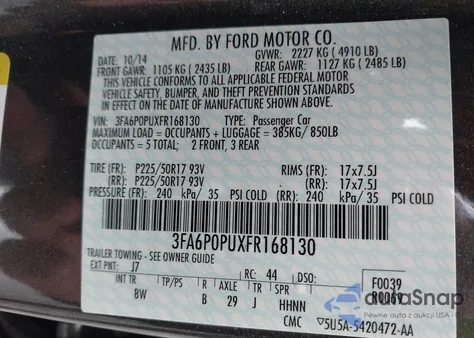 MFD. BY FORD MOTOR CO.
DATE: 10/14 GVWR: 2227 KG (4910 LB)
FRONT GAWR: 1105 KG (2435 LB) REAR GAWR: 1127 KG (2485 LB)
THIS VEHICLE CONFORMS TO ALL APPLICABLE FEDERAL MOTOR
VEHICLE SAFETY, BUMPER, AND THEFT PREVENTION STANDARDS
IN EFFECT ON THE DATE OF MANUFACTURE SHOWN ABOVE.
VIN: 3FA6P0PUXFR168130 TYPE: Passenger Car
MAXIMUM LOAD = OCCUPANTS + LUGGAGE = 385KG/850LB
OCCUPANTS = 5 TOTAL; 2 FRONT, 3 REAR
TIRE (FR): P225/50R17 93V RIMS (FR): 17x7.5J
(RR): P225/50R17 93V (RR): 17x7.5J
PRESSURE (FR): 240 kPa/ 35 PSI COLD (RR): 240 kPa/ 35 PSI COLD
3FA6P0PUXFR168130
TRAILER TOWING – SEE OWNER GUIDE
EXT PNT: J7 RC: 44 DSO: F0039
INT TR TP/PS R AXLE TR SPR R0069
BW B 29 J HHNN
dataSnap
CMC 5U5A-5420472-AA